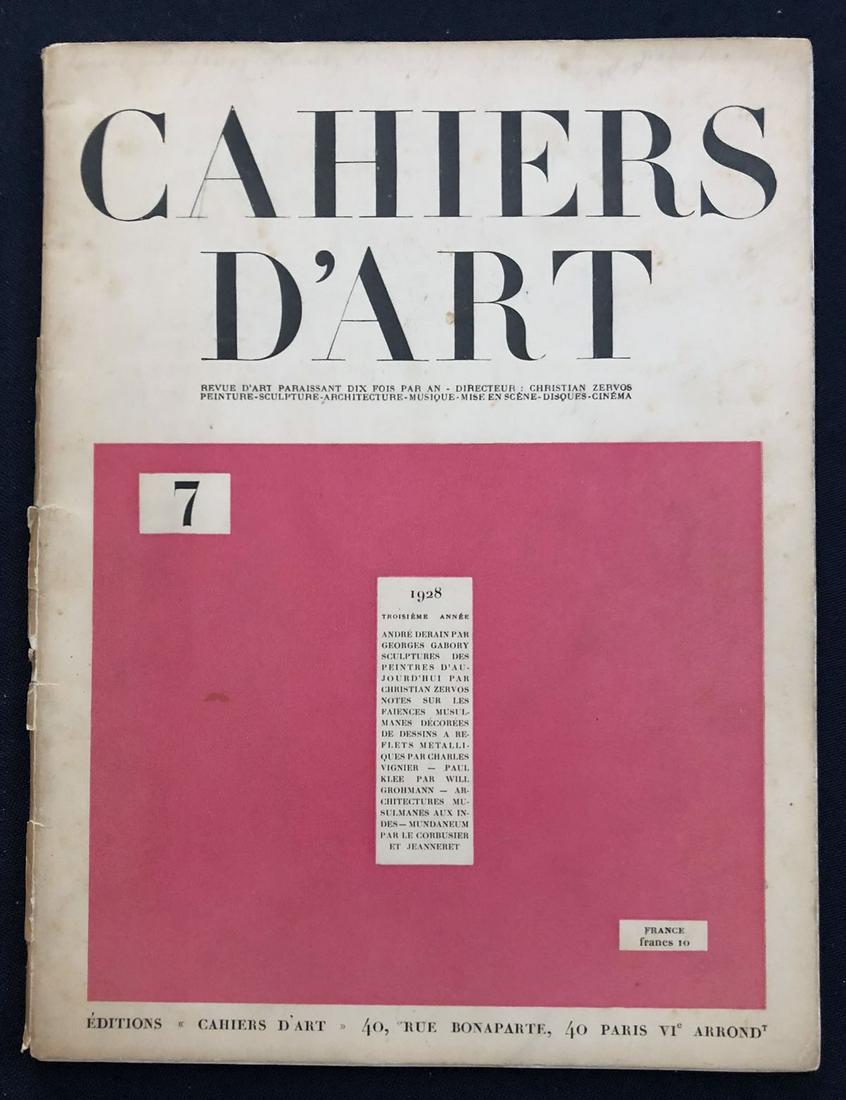 CAHIERS
D'ART
REVUE D'ART PARAISSANT DIX FOIS PAR AN - DIRECTEUR : CHRISTIAN ZERVOS
PEINTURE-SCULPTURE-ARCHITECTURE-MUSIQUE-MISE EN SCÈNE-DISQUES-CINÉMA
7
1928
TROISIÈME ANNÉE
ANDRÉ DERAIN PAR
GEORGES GABORY
SCULPTURES DES
PEINTRES D'AU-
JOURD'HUI PAR
CHRISTIAN ZERVOS
NOTES SUR LES
FAIENCES MUSUL-
MANES DÉCORÉES
DE DESSINS A RE-
FLETS METALLI-
QUES PAR CHARLES
VIGNIER — PAUL
KLEE PAR WILL
GROHMANN — AR-
CHITECTURES MU-
SULMANES AUX IN-
DES — MUNDANEUM
PAR LE CORBUSIER
ET JEANNERET
FRANCE
francs 10
ÉDITIONS « CAHIERS D'ART » 40, RUE BONAPARTE, 40 PARIS VIe ARRONDT